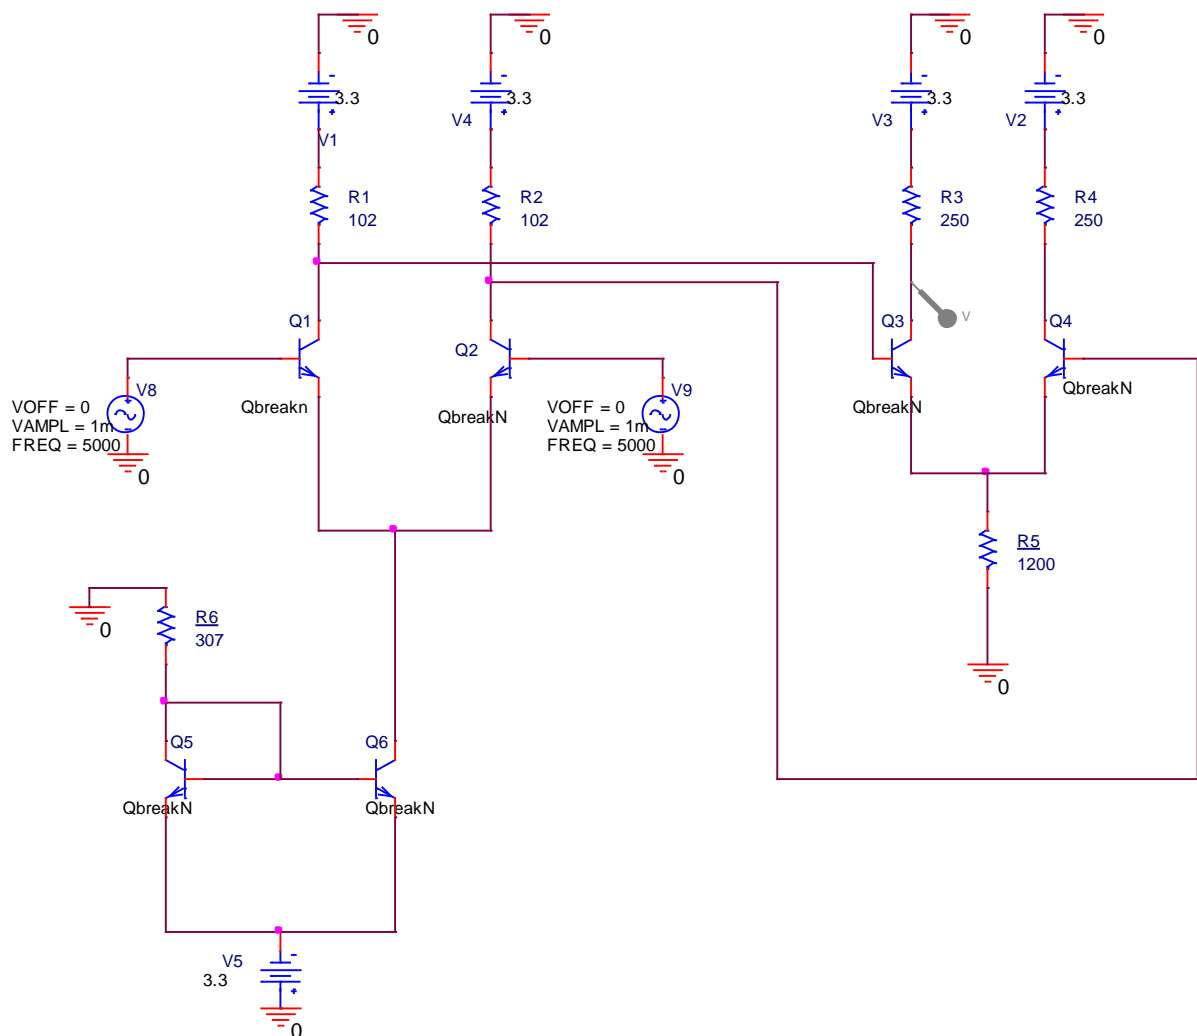 0
0
0
0
3.3
3.3
3.3
3.3
V1
V4
V3
V2
R1
102
R2
102
R3
250
R4
250
Q1
Q2
Q3
Q4
V
V8
VOFF = 0
VAMPL = 1m
FREQ = 5000
0
Qbreakn
QbreakN
V9
VOFF = 0
VAMPL = 1m
FREQ = 5000
0
QbreakN
QbreakN
R5
1200
0
R6
307
0
Q5
Q6
QbreakN
QbreakN
V5
3.3
0